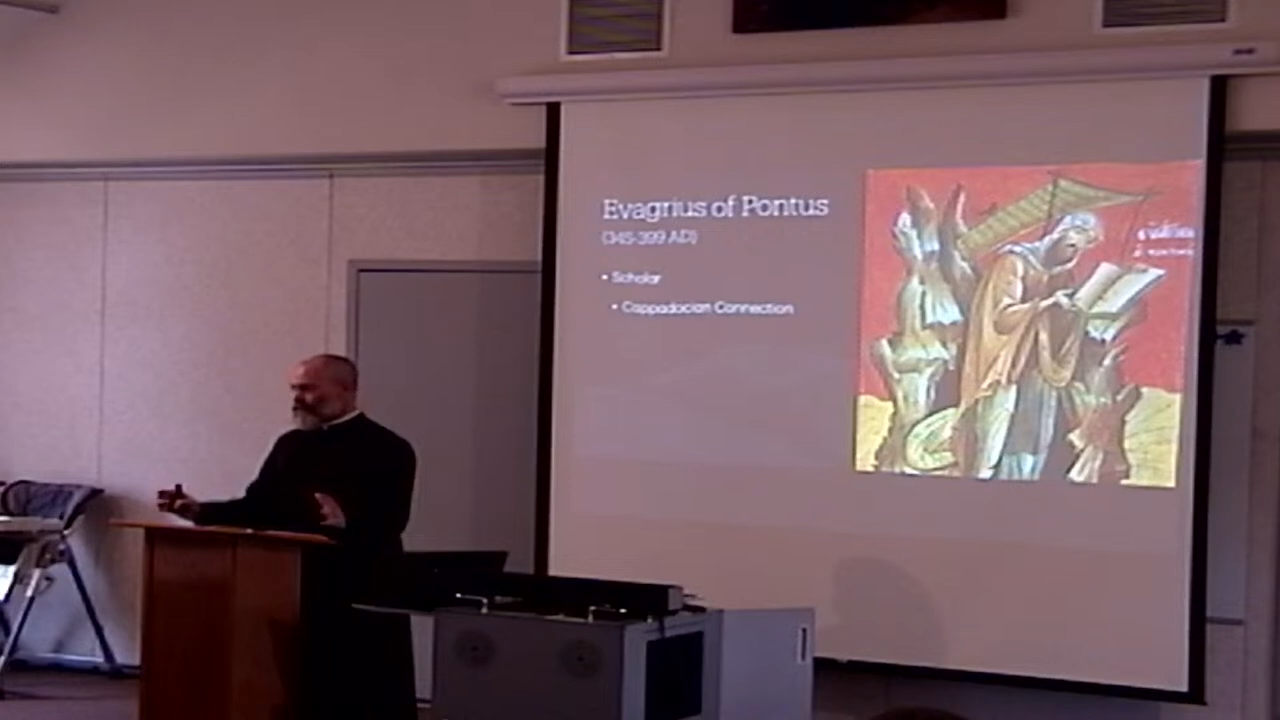 Evagrius of Pontus
(345-399 AD)
• Scholar
• Cappadocian Connection